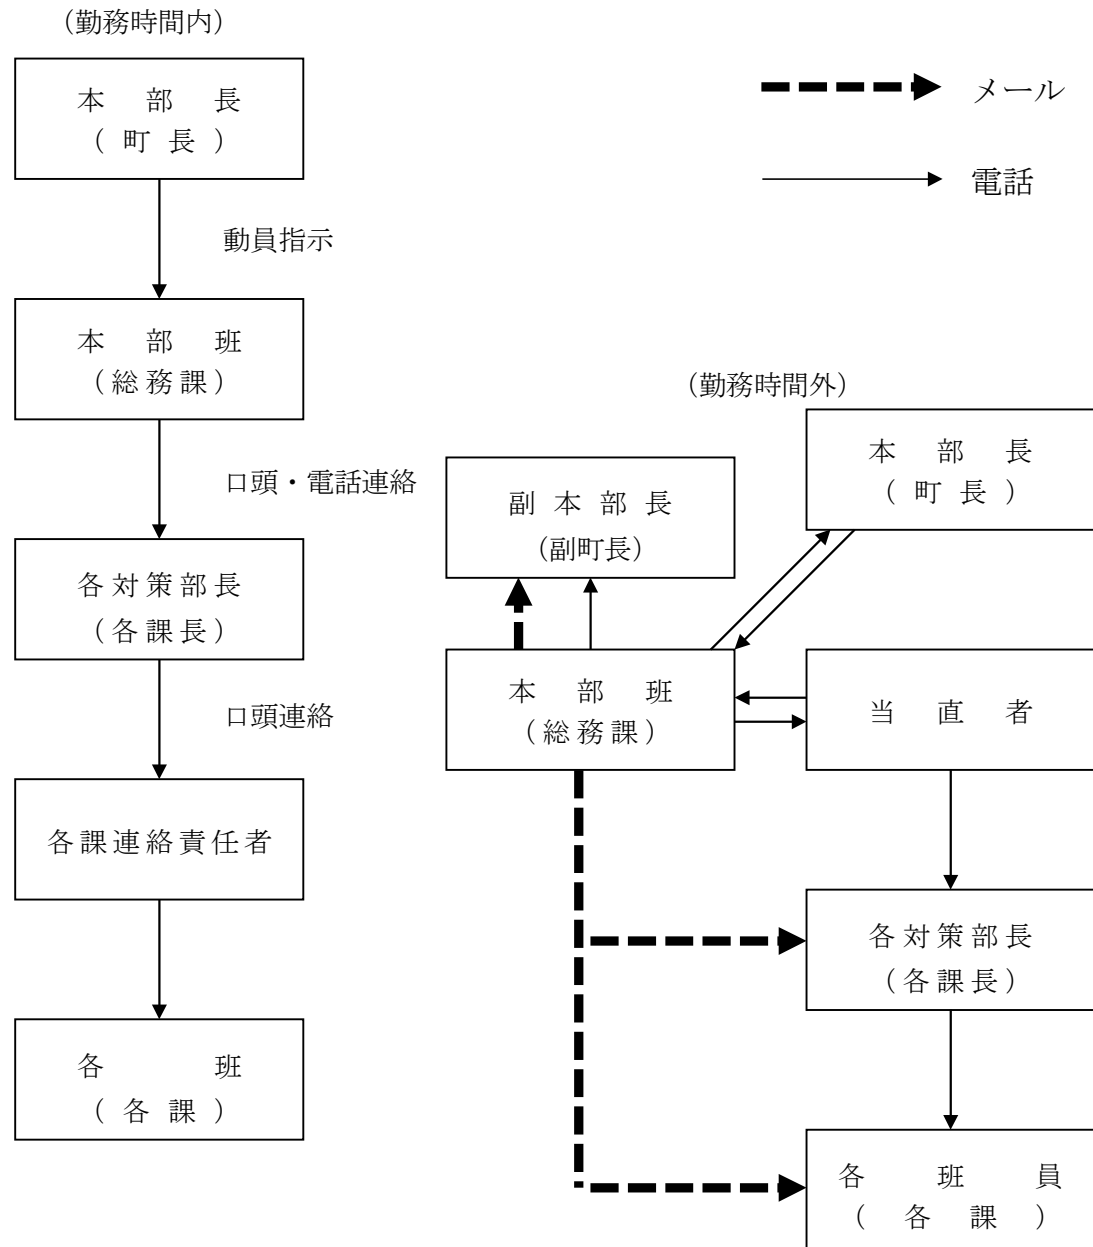 （勤務時間内）
本部長
（町長）
動員指示
本部班
（総務課）
口頭・電話連絡
各対策部長
（各課長）
口頭連絡
各課連絡責任者
各班
（各課）
メール
電話
（勤務時間外）
本部長
（町長）
副本部長
（副町長）
本部班
（総務課）
当直者
各対策部長
（各課長）
各班員
（各課）